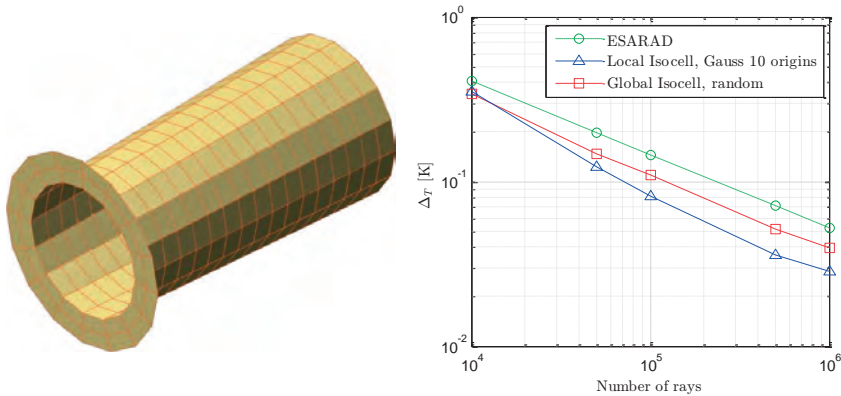 10^0
ESARAD
Local Isocell, Gauss 10 origins
Global Isocell, random
10^-1
Δ_T [K]
10^-2
10^4
10^5
10^6
Number of rays